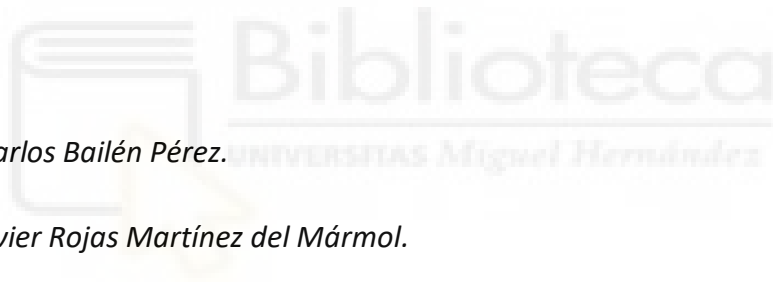 Biblioteca
arlos Bailén Pérez.
UNIVERSITAS Miguel Hernández
vier Rojas Martínez del Mármol.